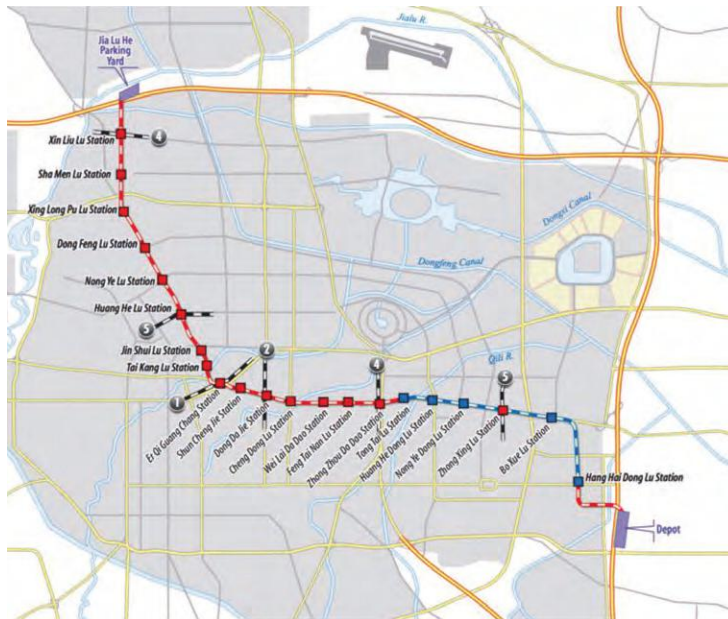 Jialu R.
Jia Lu He
Parking
Yard
4
Xin Liu Lu Station
Sha Men Lu Station
Xing Long Pu Lu Station
Dong Feng Lu Station
Nong Ye Lu Station
Huang He Lu Station
5
Jin Shui Lu Station
Tai Kang Lu Station
1
2
4
5
Dongxi Canal
Dongfeng Canal
Qili R.
Er Qi Guang Chang Station
Shun Cheng Jie Station
Dong Da Jie Station
Cheng Dong Lu Station
Wei Lai Da Dao Station
Feng Tai Nan Lu Station
Zhong Zhou Da Dao Station
Tong Tai Lu Station
Huang He Dong Lu Station
Nong Ye Dong Lu Station
Zhong Xing Lu Station
Bo Xue Lu Station
Hang Hai Dong Lu Station
Depot